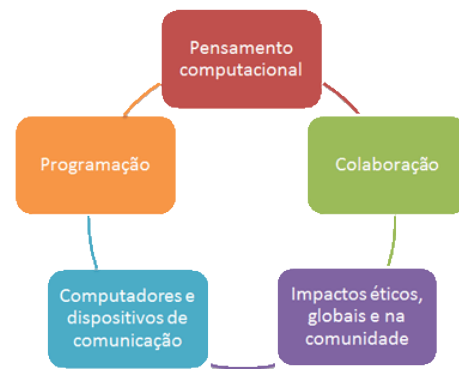 Pensamento
computacional
Programação
Colaboração
Computadores e
dispositivos de
comunicação
Impactos éticos,
globais e na
comunidade